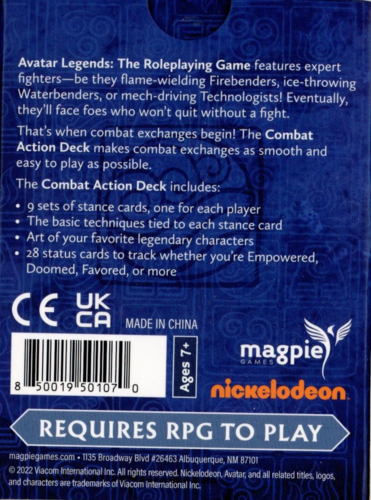 Avatar Legends: The Roleplaying Game features expert
fighters—be they flame-wielding Firebenders, ice-throwing
Waterbenders, or mech-driving Technologists! Eventually,
they'll face foes who won't quit without a fight.
That's when combat exchanges begin! The Combat
Action Deck makes combat exchanges as smooth and
easy to play as possible.
The Combat Action Deck includes:
• 9 sets of stance cards, one for each player
• The basic techniques tied to each stance card
• Art of your favorite legendary characters
• 28 status cards to track whether you're Empowered,
Doomed, Favored, or more
CE UK
CA
MADE IN CHINA
8 50019 50107 0
Ages 7+
magpie
GAMES
nickelodeon
REQUIRES RPG TO PLAY
magpiegames.com • 1135 Broadway Blvd #26463 Albuquerque, NM 87101
© 2022 Viacom International Inc. All rights reserved. Nickelodeon, Avatar, and all related titles, logos,
and characters are trademarks of Viacom International Inc.